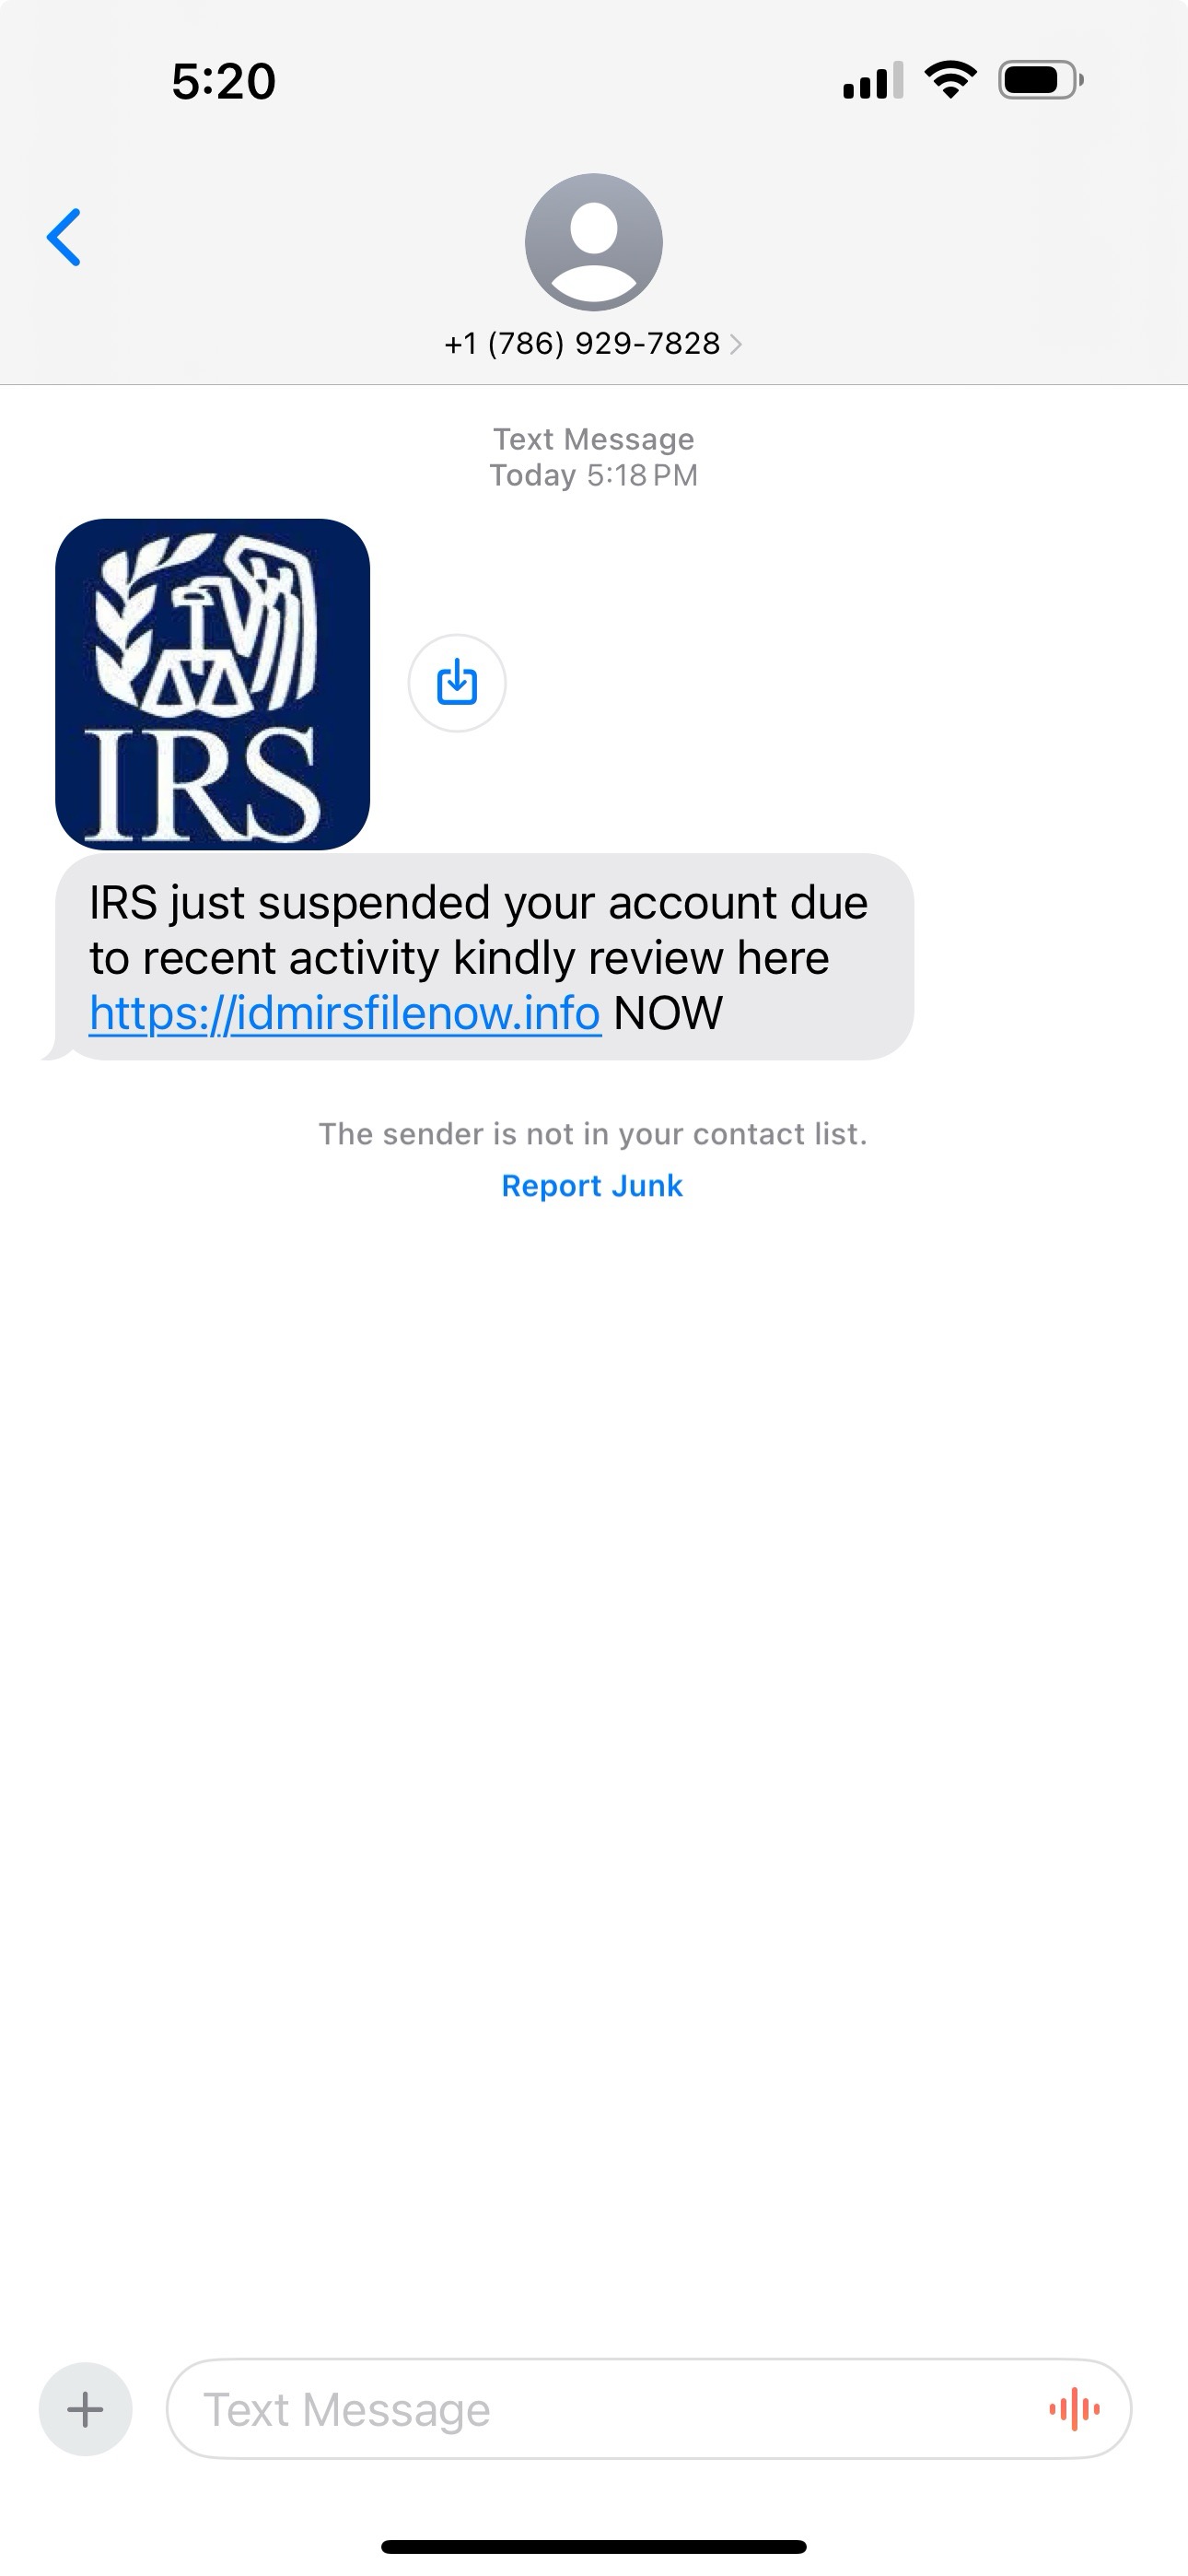 5:20
+1 (786) 929-7828
Text Message
Today 5:18 PM
IRS
IRS just suspended your account due
to recent activity kindly review here
https://idmirsfilenow.info NOW
The sender is not in your contact list.
Report Junk
Text Message